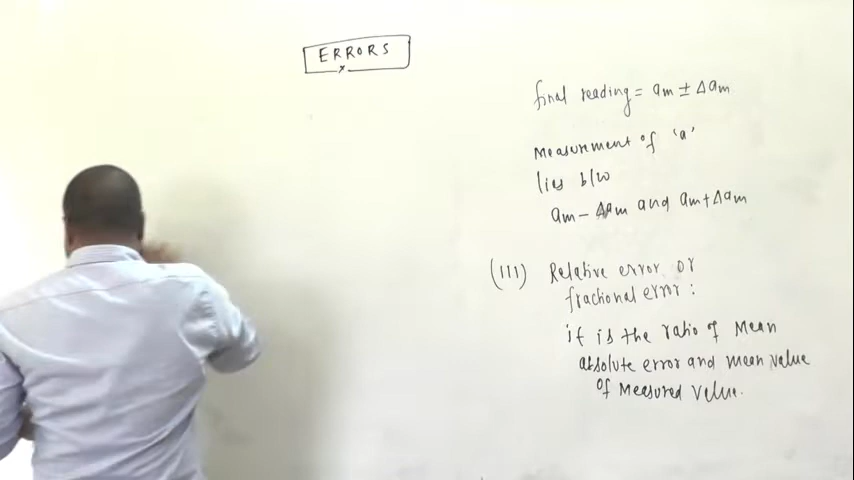 ERRORS
final reading = am ± Δam
Measurement of 'a'
lies b/w
am - Δam and am + Δam
(III) Relative error or
fractional error :
it is the ratio of Mean
absolute error and mean value
of Measured value.